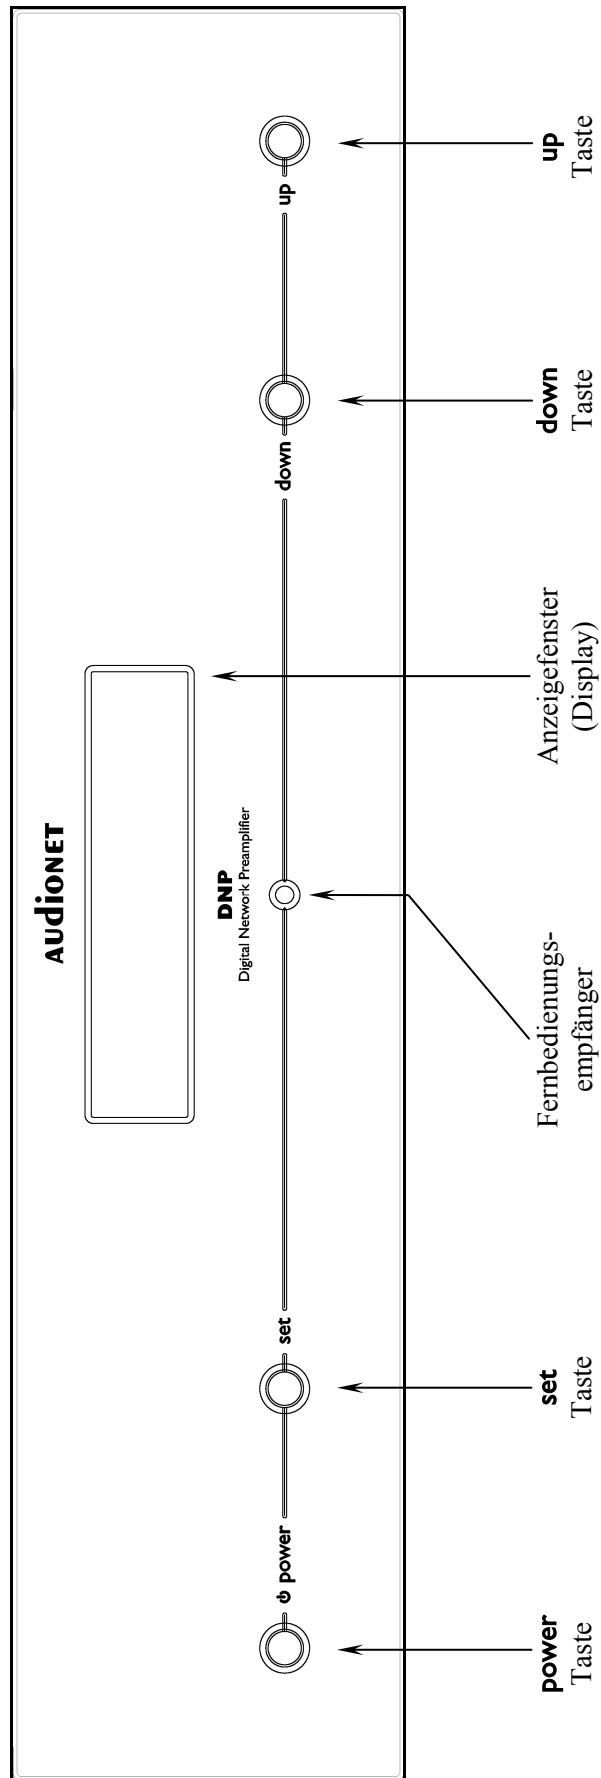 AUDIONET
DNP
Digital Network Preamplifier
power
set
down
up
power
Taste
set
Taste
Fernbedienungs-
empfänger
Anzeigefenster
(Display)
down
Taste
up
Taste